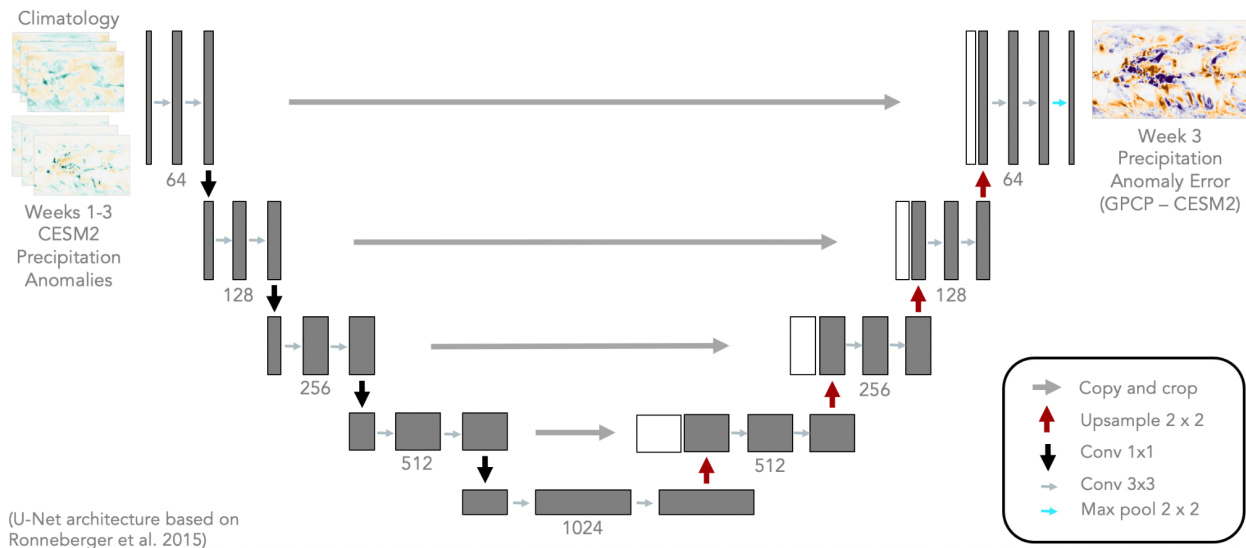 Climatology
Weeks 1-3
CESM2
Precipitation
Anomalies
64
128
256
512
1024
512
256
128
64
Week 3
Precipitation
Anomaly Error
(GPCP – CESM2)
Copy and crop
Upsample 2 x 2
Conv 1x1
Conv 3x3
Max pool 2 x 2
(U-Net architecture based on
Ronneberger et al. 2015)